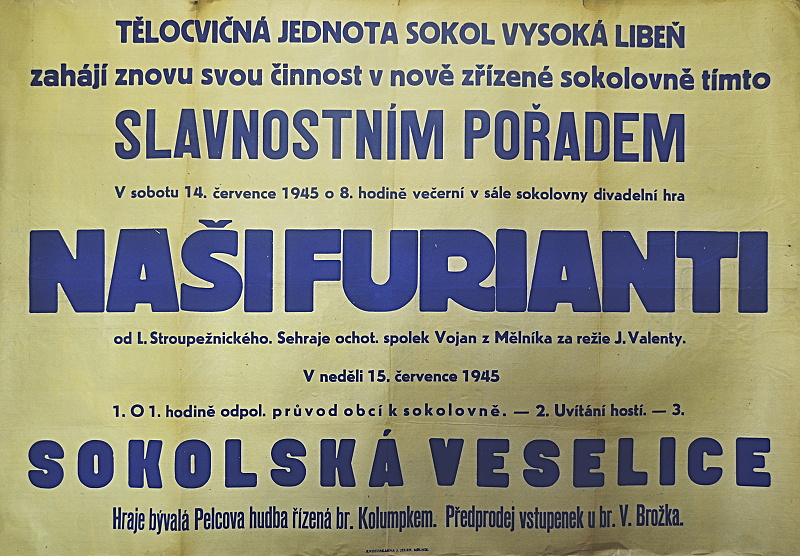 TĚLOCVIČNÁ JEDNOTA SOKOL VYSOKÁ LIBEŇ
zahájí znovu svou činnost v nově zřízené sokolovně tímto
SLAVNOSTNÍM POŘADEM
V sobotu 14. července 1945 o 8. hodině večerní v sále sokolovny divadelní hra
NAŠI FURIANTI
od L. Stroupežnického. Sehraje ochot. spolek Vojan z Mělníka za režie J. Valenty.
V neděli 15. července 1945
1. O 1. hodině odpol. průvod obcí k sokolovně. — 2. Uvítání hostí. — 3.
SOKOLSKÁ VESELICE
Hraje bývalá Pelcova hudba řízená br. Kolumpkem. Předprodej vstupenek u br. V. Brožka.